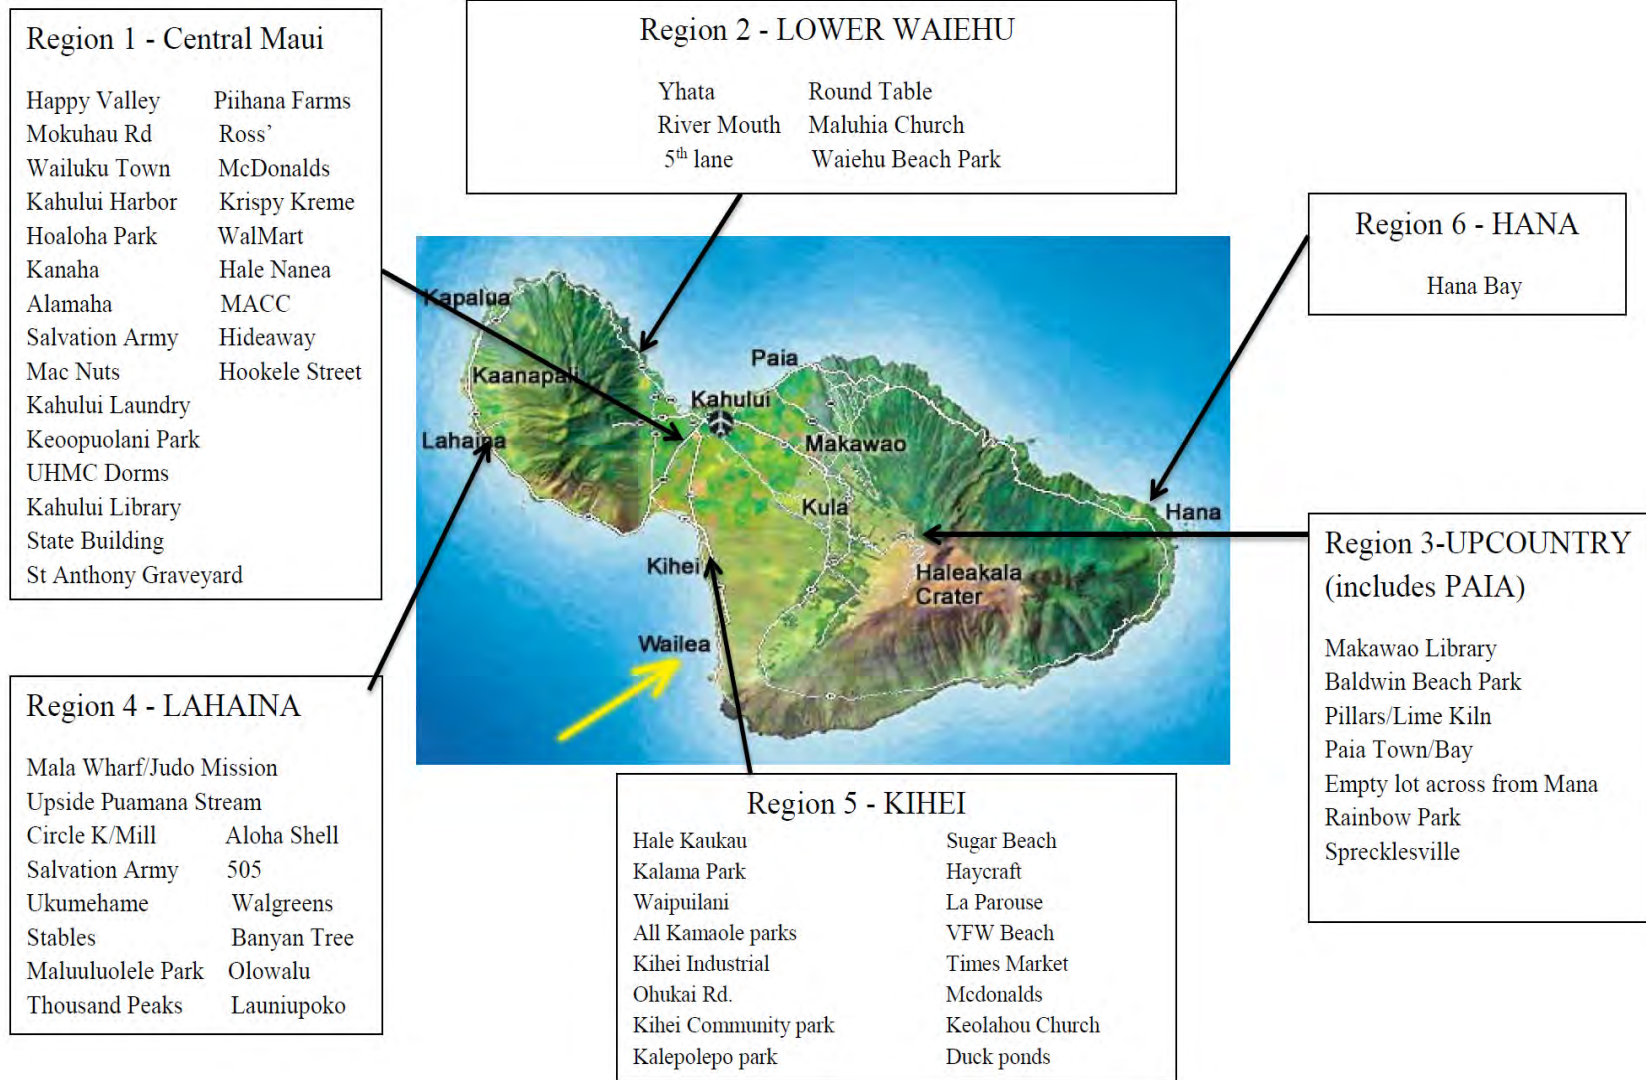 Region 1 - Central Maui
Happy Valley Piihana Farms
Mokuhau Rd Ross’
Wailuku Town McDonalds
Kahului Harbor Krispy Kreme
Hoaloha Park WalMart
Kanaha Hale Nanea
Alamaha MACC
Salvation Army Hideaway
Mac Nuts Hookele Street
Kahului Laundry
Keoopuolani Park
UHMC Dorms
Kahului Library
State Building
St Anthony Graveyard
Region 2 - LOWER WAIEHU
Yhata Round Table
River Mouth Maluhia Church
5th lane Waiehu Beach Park
Region 6 - HANA
Hana Bay
Kapalua
Kaanapali
Lahaina
Paia
Kahului
Makawao
Kula
Hana
Kihei
Haleakala
Crater
Wailea
Region 3-UPCOUNTRY
(includes PAIA)
Makawao Library
Baldwin Beach Park
Pillars/Lime Kiln
Paia Town/Bay
Empty lot across from Mana
Rainbow Park
Sprecklesville
Region 4 - LAHAINA
Mala Wharf/Judo Mission
Upside Puamana Stream
Circle K/Mill Aloha Shell
Salvation Army 505
Ukumehame Walgreens
Stables Banyan Tree
Maluuluolele Park Olowalu
Thousand Peaks Launiupoko
Region 5 - KIHEI
Hale Kaukau Sugar Beach
Kalama Park Haycraft
Waipuilani La Parouse
All Kamaole parks VFW Beach
Kihei Industrial Times Market
Ohukai Rd. Mcdonalds
Kihei Community park Keolahou Church
Kalepolepo park Duck ponds